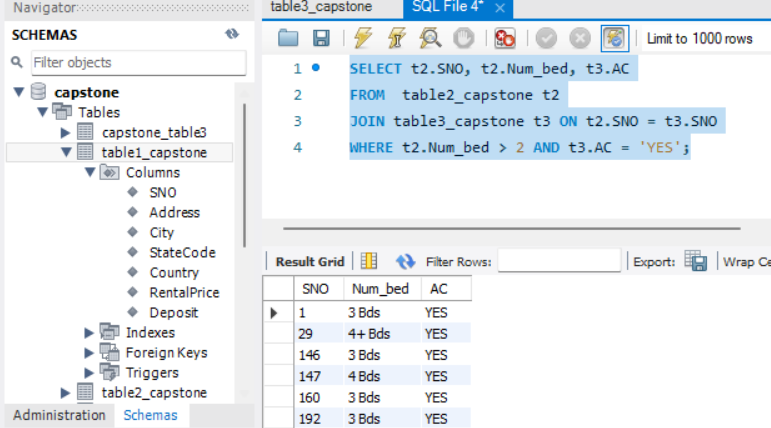 Navigator
SCHEMAS
Filter objects
capstone
Tables
capstone_table3
table1_capstone
Columns
SNO
Address
City
StateCode
Country
RentalPrice
Deposit
Indexes
Foreign Keys
Triggers
table2_capstone
Administration Schemas
table3_capstone SQL File 4*
Limit to 1000 rows
1 SELECT t2.SNO, t2.Num_bed, t3.AC
2 FROM table2_capstone t2
3 JOIN table3_capstone t3 ON t2.SNO = t3.SNO
4 WHERE t2.Num_bed > 2 AND t3.AC = 'YES';
Result Grid Filter Rows: Export: Wrap Ce
SNO Num_bed AC
1 3 Bds YES
29 4+ Bds YES
146 3 Bds YES
147 4 Bds YES
160 3 Bds YES
192 3 Bds YES